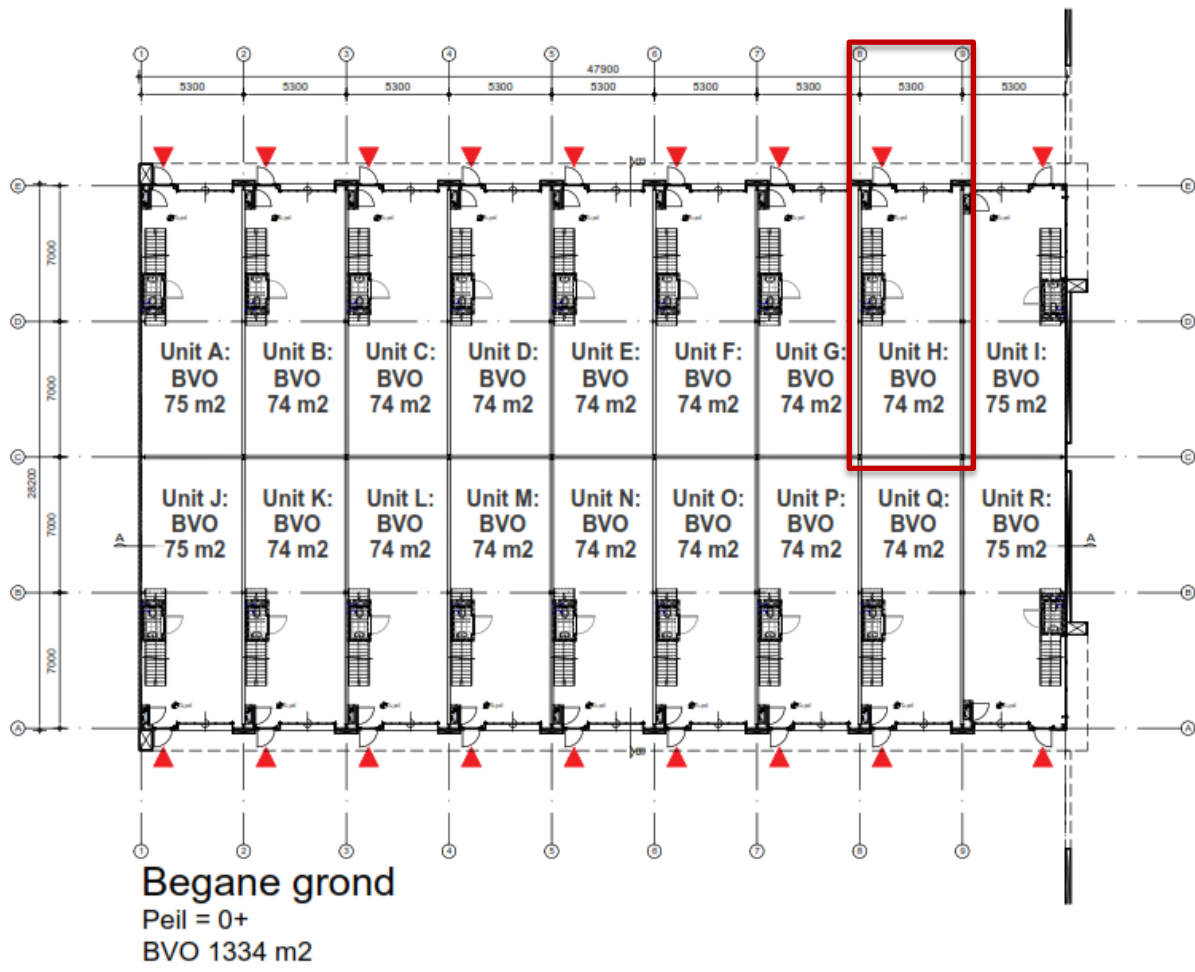 1 2 3 4 5 6 7 8 9
47900
5300 5300 5300 5300 5300 5300 5300 5300 5300
E E
7000
D D
Unit A: Unit B: Unit C: Unit D: Unit E: Unit F: Unit G: Unit H: Unit I:
BVO BVO BVO BVO BVO BVO BVO BVO BVO
75 m2 74 m2 74 m2 74 m2 74 m2 74 m2 74 m2 74 m2 75 m2
7000
C C
28200
Unit J: Unit K: Unit L: Unit M: Unit N: Unit O: Unit P: Unit Q: Unit R:
BVO BVO BVO BVO BVO BVO BVO BVO BVO
75 m2 74 m2 74 m2 74 m2 74 m2 74 m2 74 m2 74 m2 75 m2
7000
A A
B B
7000
A A
1 2 3 4 5 6 7 8 9
Begane grond
Peil = 0+
BVO 1334 m2